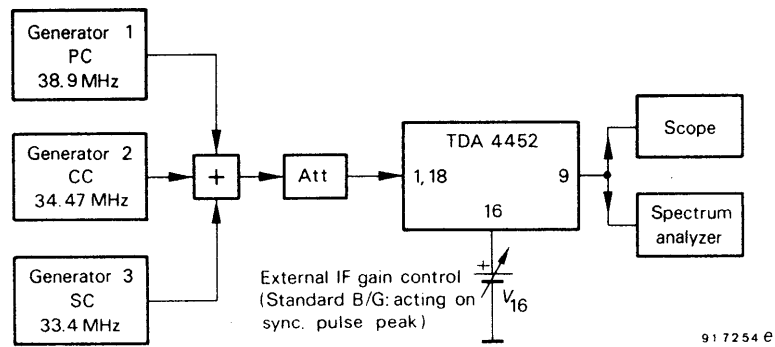 Generator 1
PC
38.9 MHz
Generator 2
CC
34.47 MHz
Generator 3
SC
33.4 MHz
+
Att
TDA 4452
1, 18
9
16
Scope
Spectrum
analyzer
External IF gain control
(Standard B/G: acting on
sync. pulse peak)
+
V16
917254 e